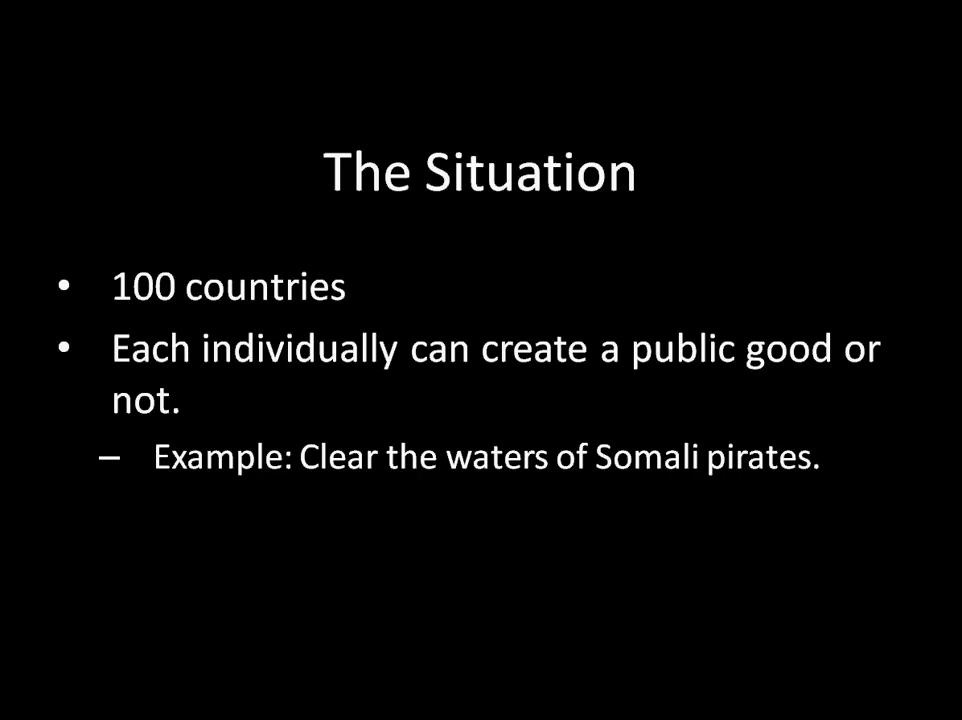 The Situation
• 100 countries
• Each individually can create a public good or
not.
– Example: Clear the waters of Somali pirates.